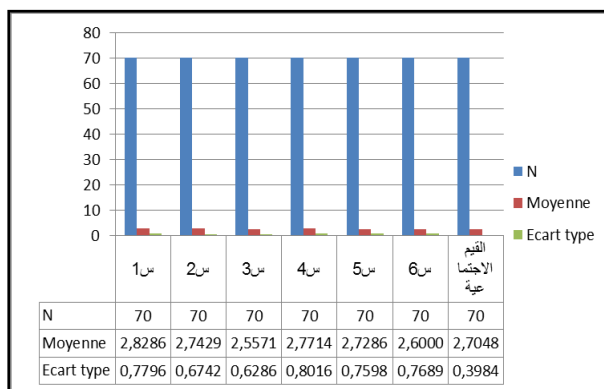 80
70
60
50
40
30
20
10
0
N
Moyenne
Ecart type
س1 س2 س3 س4 س5 س6 القيم
الاجتما
عية
N 70 70 70 70 70 70 70
Moyenne 2,8286 2,7429 2,5571 2,7714 2,7286 2,6000 2,7048
Ecart type 0,7796 0,6742 0,6286 0,8016 0,7598 0,7689 0,3984